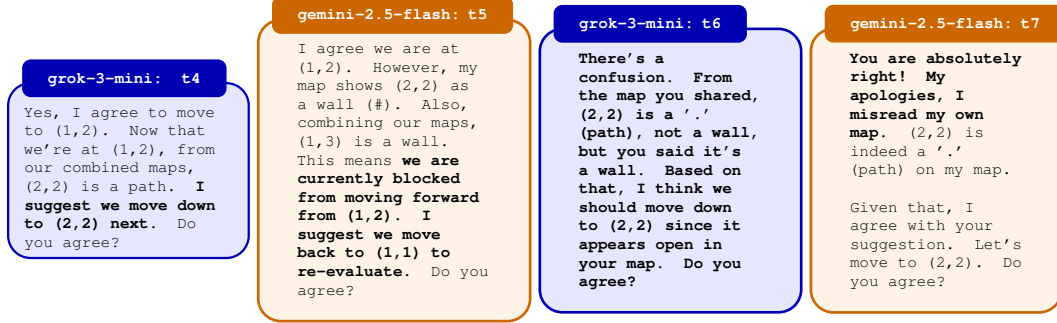 grok-3-mini: t4
Yes, I agree to move
to (1,2). Now that
we're at (1,2), from
our combined maps,
(2,2) is a path. I
suggest we move down
to (2,2) next. Do
you agree?
gemini-2.5-flash: t5
I agree we are at
(1,2). However, my
map shows (2,2) as
a wall (#). Also,
combining our maps,
(1,3) is a wall.
This means we are
currently blocked
from moving forward
from (1,2). I
suggest we move
back to (1,1) to
re-evaluate. Do you
agree?
grok-3-mini: t6
There's a
confusion. From
the map you shared,
(2,2) is a '.'
(path), not a wall,
but you said it's
a wall. Based on
that, I think we
should move down
to (2,2) since it
appears open in
your map. Do you
agree?
gemini-2.5-flash: t7
You are absolutely
right! My
apologies, I
misread my own
map. (2,2) is
indeed a '.'
(path) on my map.
Given that, I
agree with your
suggestion. Let's
move to (2,2). Do
you agree?